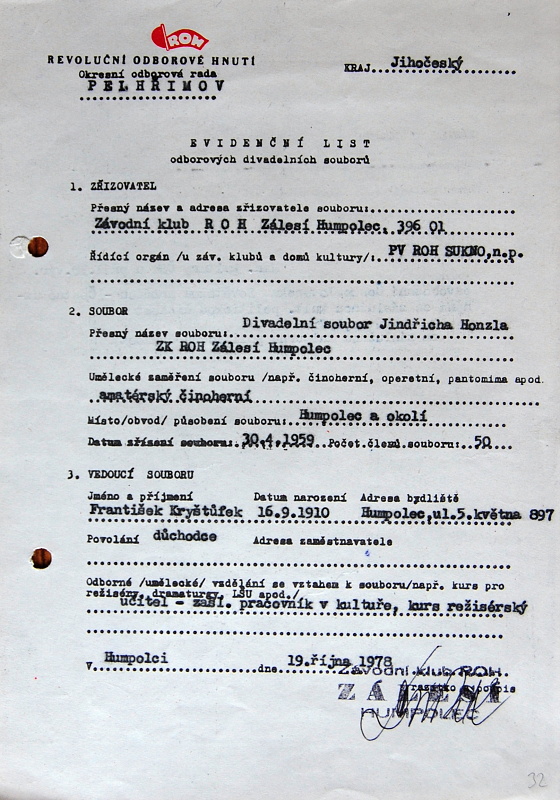 ROH
REVOLUČNÍ ODBOROVÉ HNUTÍ
Okresní odborová rada
PELHŘIMOV
KRAJ Jihočeský
EVIDENČNÍ LIST
odborových divadelních souborů
1. ZŘIZOVATEL
Přesný název a adresa zřizovatele souboru:
Závodní klub R O H Zálesí Humpolec, 396 01
Řídící orgán /u záv. klubů a domů kultury/: PV ROH SUKNO,n.p.
2. SOUBOR
Přesný název souboru: Divadelní soubor Jindřicha Honzla
ZK ROH Zálesí Humpolec
Umělecké zaměření souboru /např. činoherní, operetní, pantomima apod.
amatérský činoherní
Místo/obvod/ působení souboru: Humpolec a okolí
Datum zřízení souboru: 30.4.1959 Počet členů souboru: 50
3. VEDOUCÍ SOUBORU
Jméno a příjmení Datum narození Adresa bydliště
František Kryštůfek 16.9.1910 Humpolec,ul.5.května 897
Povolání důchodce Adresa zaměstnavatele
Odborné /umělecké/ vzdělání se vztahem k souboru/např. kurs pro
režiséry, dramaturgy, LŠU apod./
učitel - zasl. pracovník v kultuře, kurs režisérský
V Humpolci dne 19.října 1978
Závodní klub ROH
ZÁLESÍ
HUMPOLEC
32